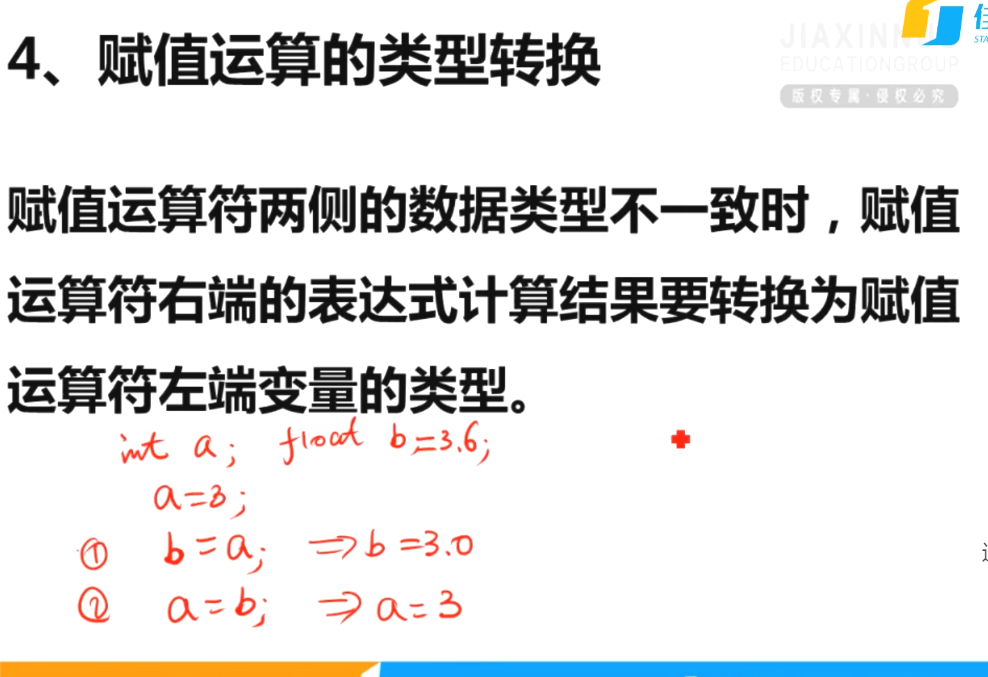 4、赋值运算的类型转换
JIAXIN
EDUCATIONGROUP
版权专属·侵权必究
赋值运算符两侧的数据类型不一致时，赋值
运算符右端的表达式计算结果要转换为赋值
运算符左端变量的类型。
int a; float b=3.6;
a=3;
① b=a; ⇒b=3.0
② a=b; ⇒a=3